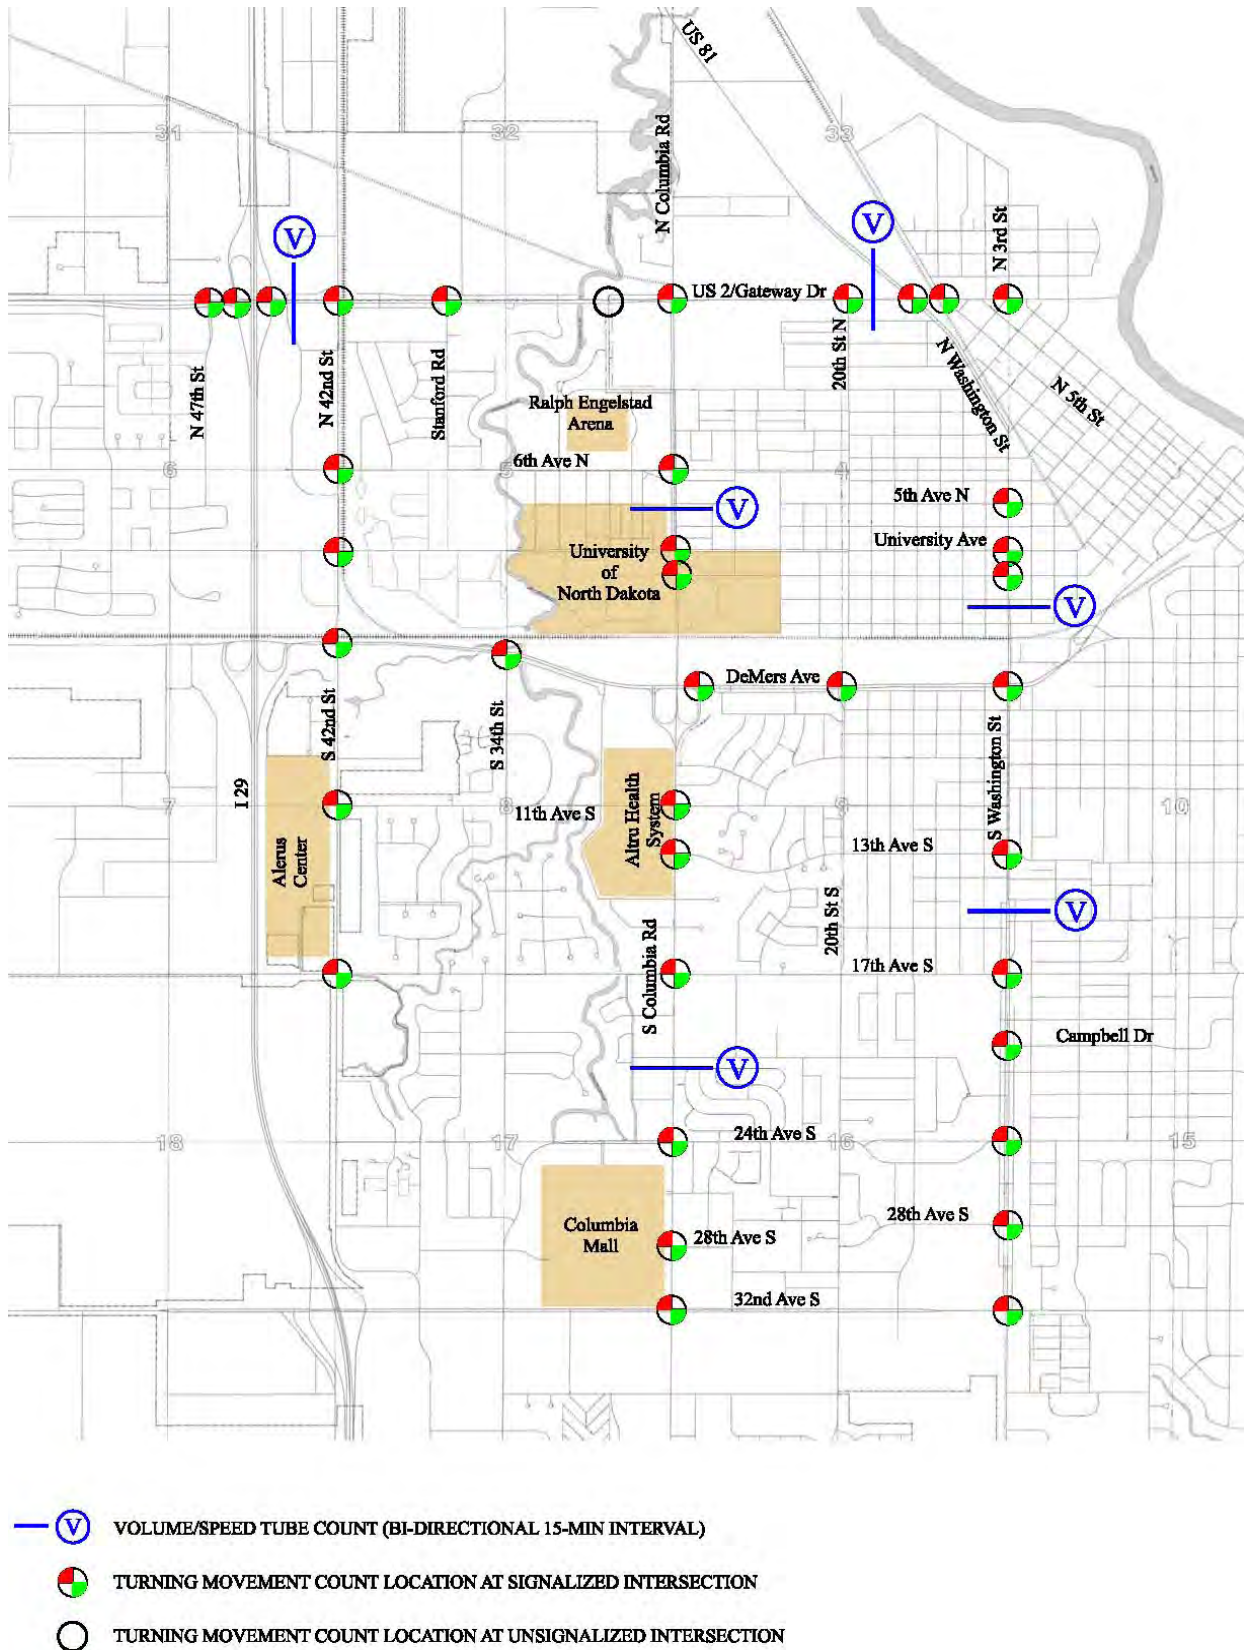 US 81
31
32
33
N Columbia Rd
N 3rd St
V
V
US 2/Gateway Dr
N 47th St
N 42nd St
Stanford Rd
20th St N
N Washington St
N 5th St
Ralph Engelstad
Arena
6
5
4
6th Ave N
5th Ave N
V
University Ave
University
of
North Dakota
V
DeMers Ave
S 42nd St
S 34th St
S Washington St
I 29
7
8
9
10
11th Ave S
Altru Health
System
13th Ave S
Alerus
Center
V
20th St S
S Columbia Rd
17th Ave S
Campbell Dr
V
18
17
24th Ave S
16
15
Columbia
Mall
28th Ave S
28th Ave S
32nd Ave S
V VOLUME/SPEED TUBE COUNT (BI-DIRECTIONAL 15-MIN INTERVAL)
TURNING MOVEMENT COUNT LOCATION AT SIGNALIZED INTERSECTION
TURNING MOVEMENT COUNT LOCATION AT UNSIGNALIZED INTERSECTION